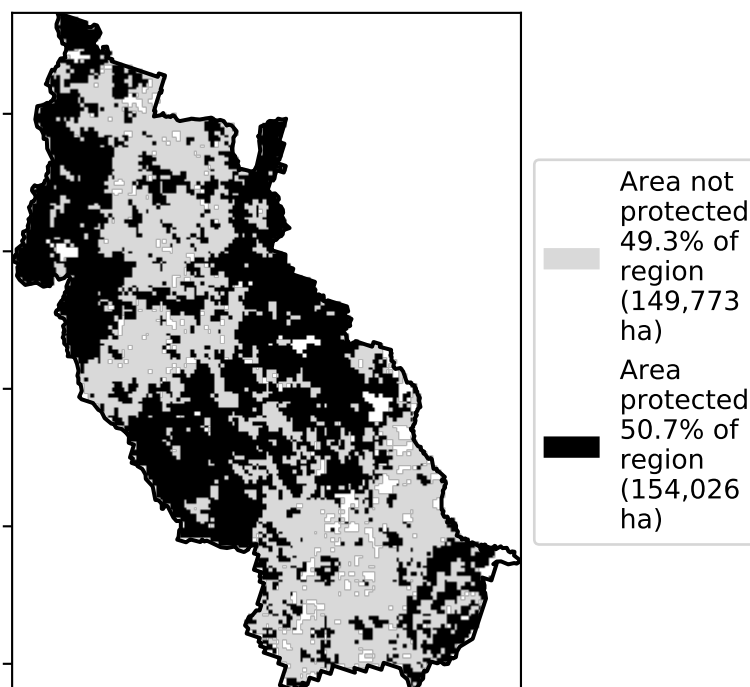 Area not
protected
49.3% of
region
(149,773
ha)
Area
protected
50.7% of
region
(154,026
ha)